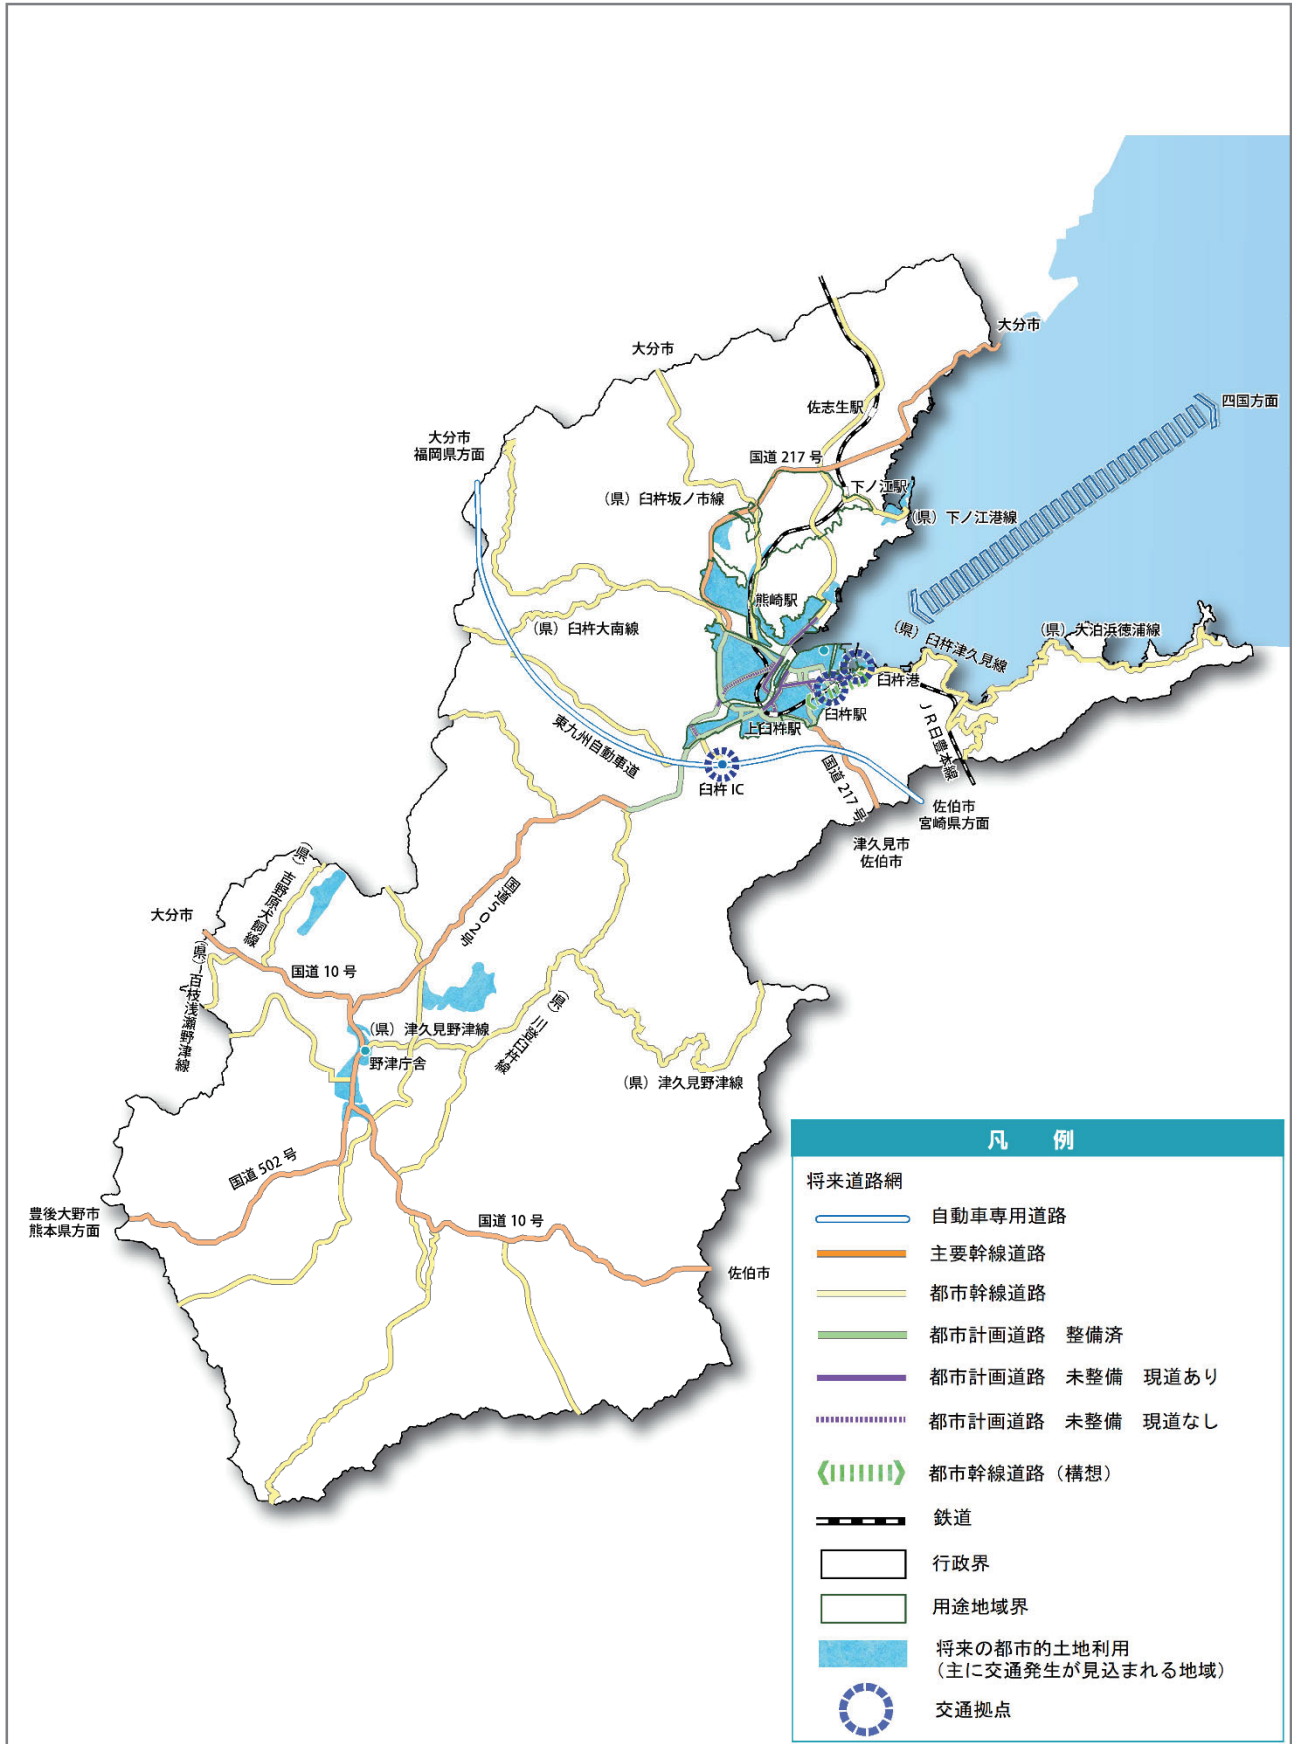 大分市
大分市
四国方面
佐志生駅
大分市
福岡県方面
国道 217 号
下ノ江駅
(県) 臼杵坂ノ市線
(県) 下ノ江港線
熊崎駅
(県) 臼杵大南線
(県) 臼杵津久見線
(県) 大泊浜徳浦線
臼杵港
臼杵駅
上臼杵駅
JR日豊本線
東九州自動車道
臼杵 IC
国道 217 号
佐伯市
宮崎県方面
津久見市
佐伯市
(県) 吉野原犬飼線
国道502号
大分市
(県) 一百枝浅瀬野津線
国道 10 号
(県) 津久見野津線
野津庁舎
(県) 川登臼杵線
(県) 津久見野津線
国道 502 号
豊後大野市
熊本県方面
国道 10 号
佐伯市
凡 例
将来道路網
自動車専用道路
主要幹線道路
都市幹線道路
都市計画道路 整備済
都市計画道路 未整備 現道あり
都市計画道路 未整備 現道なし
都市幹線道路(構想)
鉄道
行政界
用途地域界
将来の都市的土地利用
(主に交通発生が見込まれる地域)
交通拠点